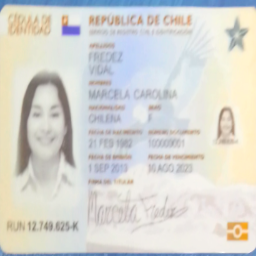 CÉDULA DE
IDENTIDAD
REPÚBLICA DE CHILE
SERVICIO DE REGISTRO CIVIL E IDENTIFICACIÓN
APELLIDOS
FREDEZ
VIDAL
NOMBRES
MARCELA CAROLINA
NACIONALIDAD SEXO
CHILENA F
FECHA DE NACIMIENTO NÚMERO DOCUMENTO
21 FEB 1982 100000001
FECHA DE EMISIÓN FECHA DE VENCIMIENTO
1 SEP 2013 30 AGO 2023
FIRMA DEL TITULAR
Marcela Fredez
RUN 12.749.625-K